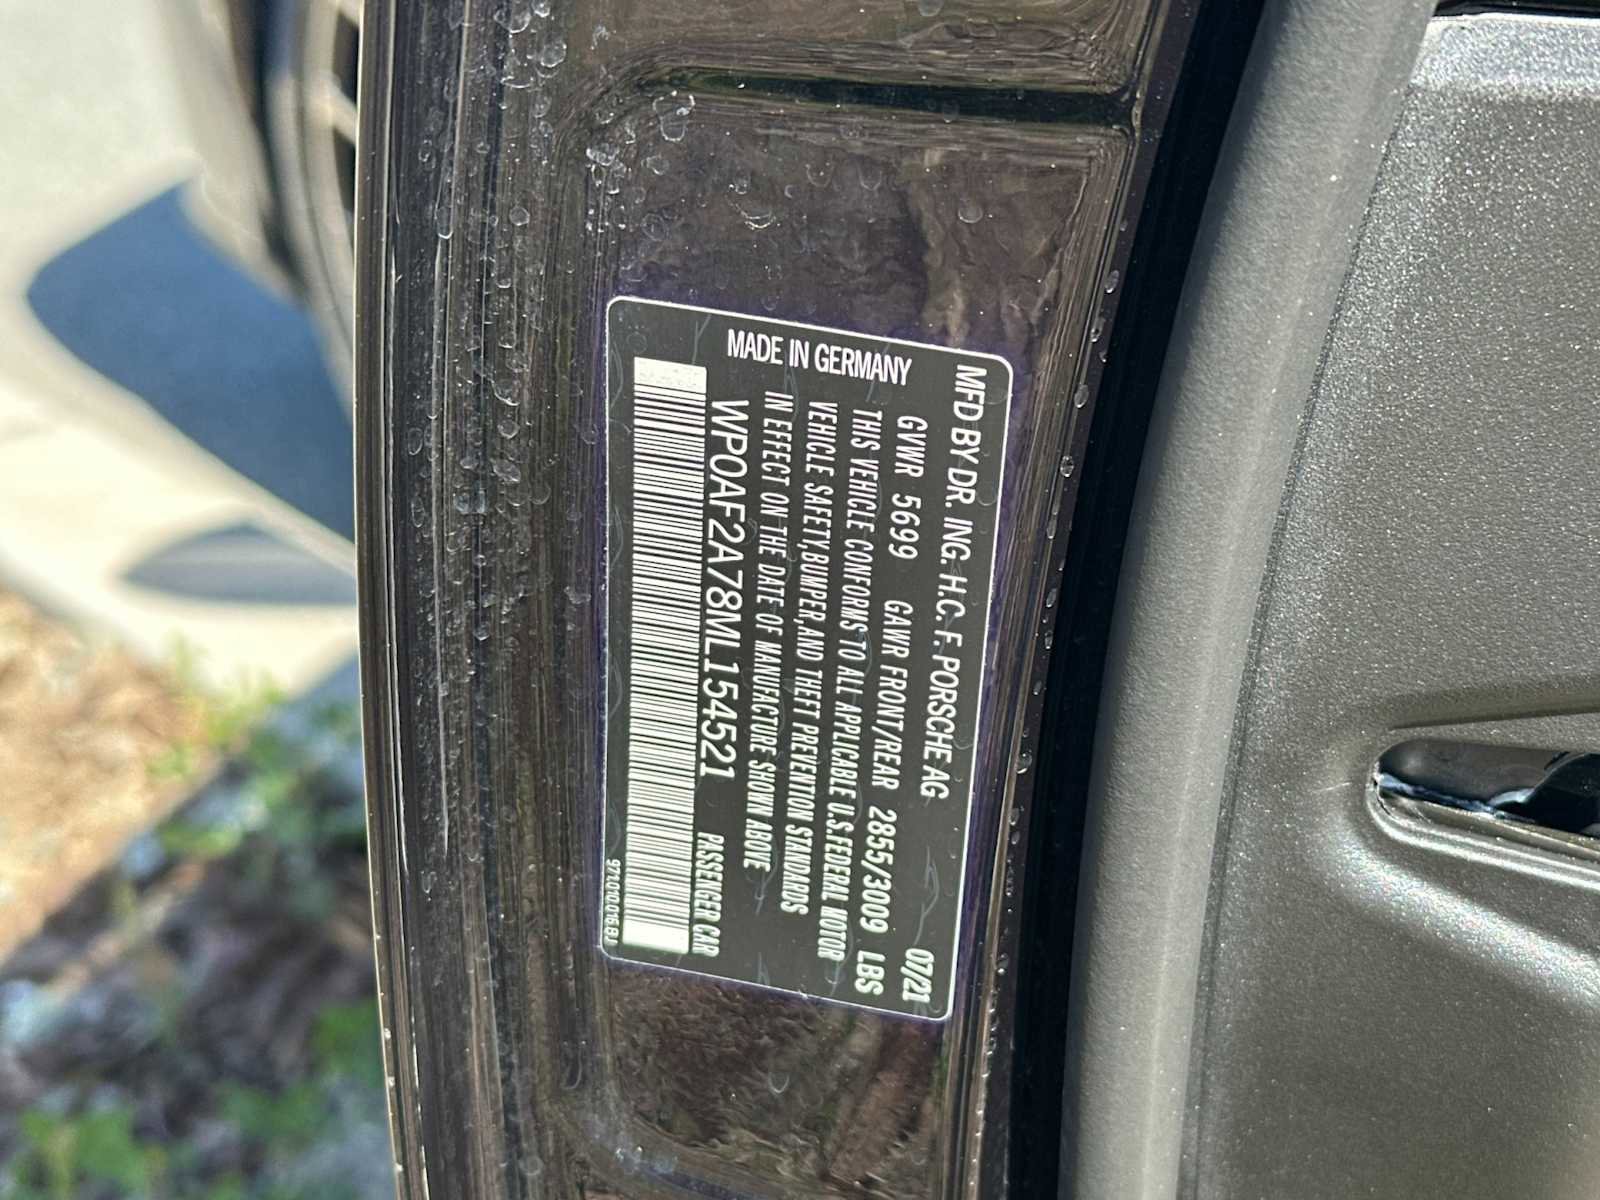 MFD BY DR. ING. H.C. F. PORSCHE AG 07/21
GVWR 5699 GAWR FRONT/REAR 2855/3009 LBS
THIS VEHICLE CONFORMS TO ALL APPLICABLE U.S.FEDERAL MOTOR
VEHICLE SAFETY,BUMPER,AND THEFT PREVENTION STANDARDS
IN EFFECT ON THE DATE OF MANUFACTURE SHOWN ABOVE
WP0AF2A78ML154521 PASSENGER CAR
MADE IN GERMANY